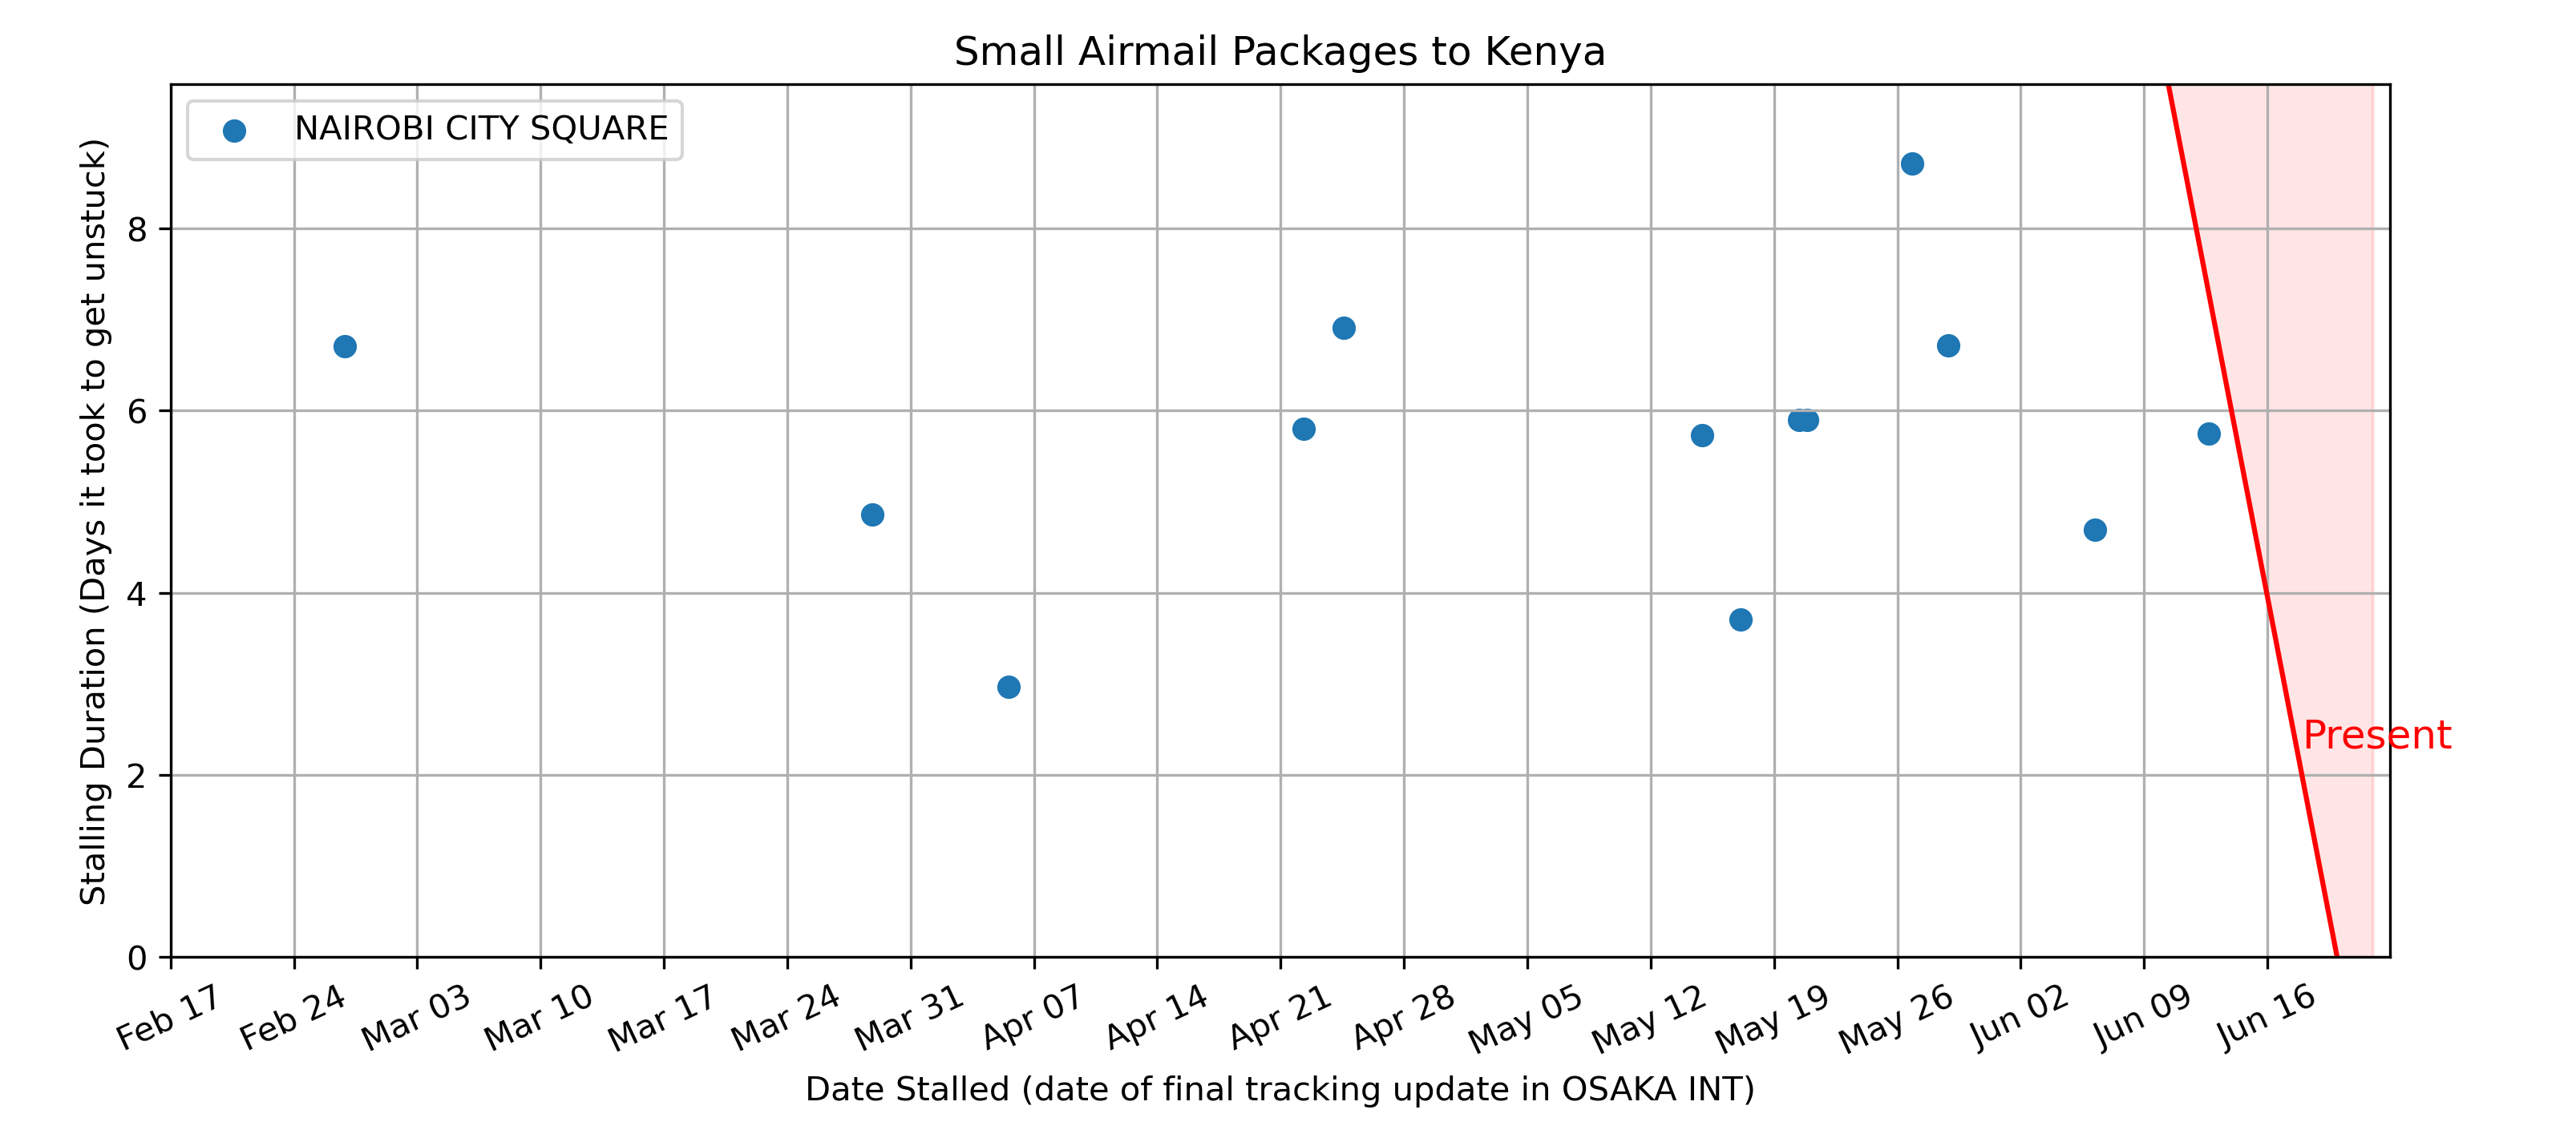 Small Airmail Packages to Kenya
NAIROBI CITY SQUARE
Stalling Duration (Days it took to get unstuck)
8
6
4
2
0
Present
Feb 17
Feb 24
Mar 03
Mar 10
Mar 17
Mar 24
Mar 31
Apr 07
Apr 14
Apr 21
Apr 28
May 05
May 12
May 19
May 26
Jun 02
Jun 09
Jun 16
Date Stalled (date of final tracking update in OSAKA INT)